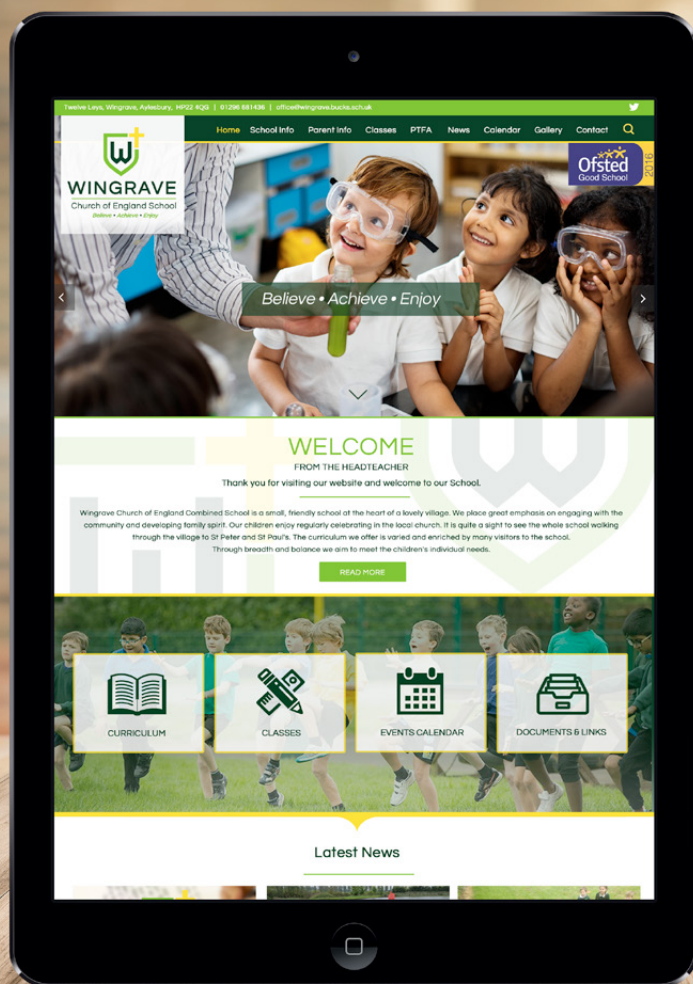 Twelve Leys, Wingrave, Aylesbury, HP22 4QG | 01296 681436 | office@wingrave.bucks.sch.uk
Home School Info Parent Info Classes PTFA News Calendar Gallery Contact
W
WINGRAVE
Church of England School
Believe • Achieve • Enjoy
Ofsted
Good School
2016
Believe • Achieve • Enjoy
WELCOME
FROM THE HEADTEACHER
Thank you for visiting our website and welcome to our School.
Wingrave Church of England Combined School is a small, friendly school at the heart of a lovely village. We place great emphasis on engaging with the
community and developing family spirit. Our children enjoy regularly celebrating in the local church. It is quite a sight to see the whole school walking
through the village to St Peter and St Paul's. The curriculum we offer is varied and enriched by many visitors to the school.
Through breadth and balance we aim to meet the children's individual needs.
READ MORE
CURRICULUM
CLASSES
EVENTS CALENDAR
DOCUMENTS & LINKS
Latest News